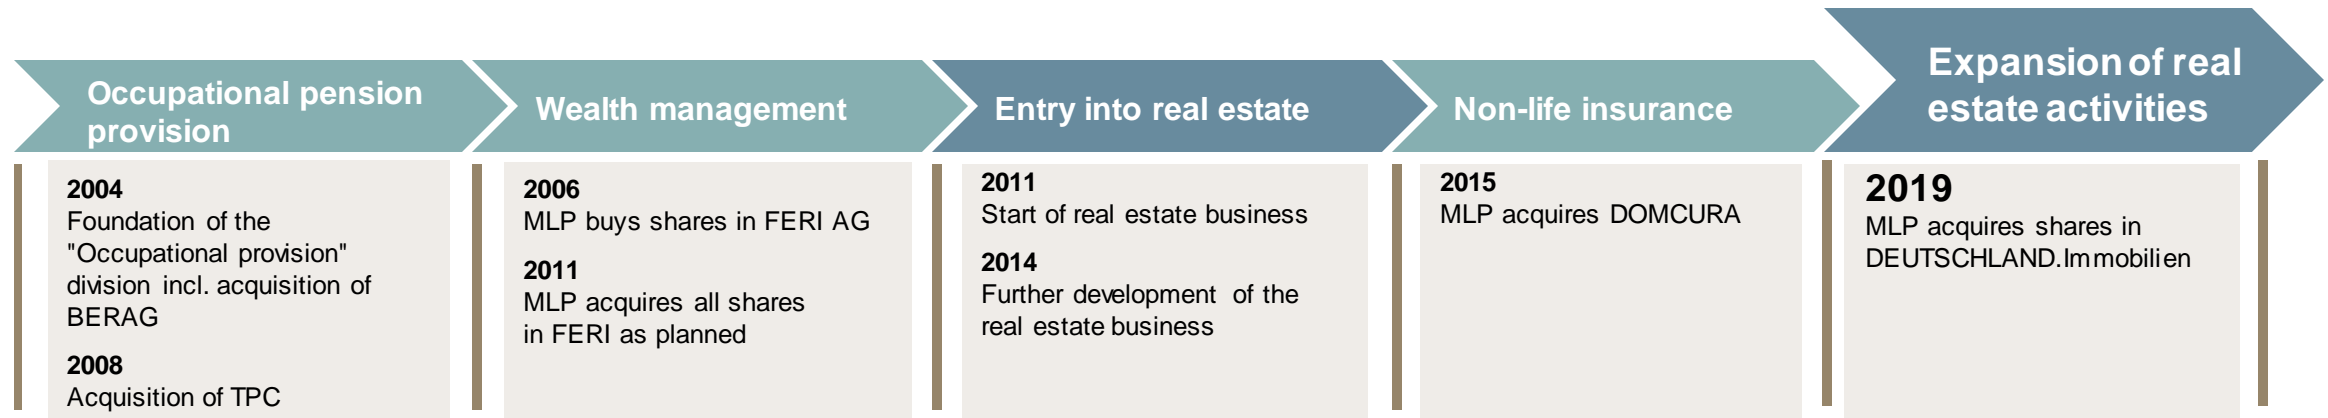 Occupational pension
provision
2004
Foundation of the
"Occupational provision"
division incl. acquisition of
BERAG
2008
Acquisition of TPC
Wealth management
2006
MLP buys shares in FERI AG
2011
MLP acquires all shares
in FERI as planned
Entry into real estate
2011
Start of real estate business
2014
Further development of the
real estate business
Non-life insurance
2015
MLP acquires DOMCURA
Expansion of real
estate activities
2019
MLP acquires shares in
DEUTSCHLAND.Immobilien